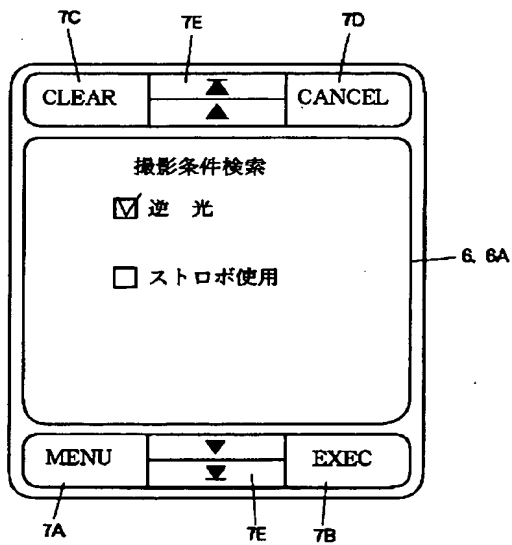 7C 7E 7D
CLEAR CANCEL
撮影条件検索
逆 光
ストロボ使用
6, 6A
MENU EXEC
7A 7E 7B